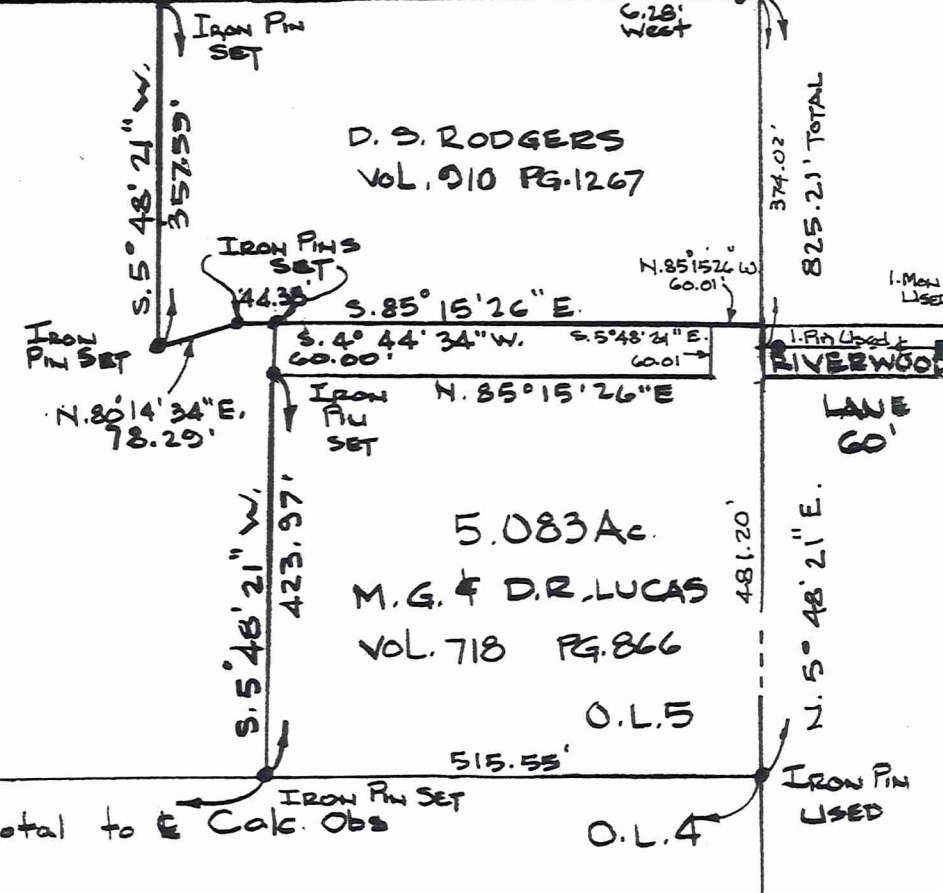 IRON PIN
SET
6.28'
West
S. 5° 48' 21" W.
357.55'
D. S. RODGERS
VOL. 910 PG. 1267
374.02'
825.21' TOTAL
IRON PINS
SET
44.38'
S. 85° 15' 26" E.
N. 85° 15' 26" W.
60.01'
I. MON
USED
IRON
PIN SET
S. 4° 44' 34" W.
60.00'
S. 5° 48' 21" E.
60.01
I. Pin Used
RIVERWOOD
LANE
60'
N. 80° 14' 34" E.
78.29'
IRON
PIN
SET
N. 85° 15' 26" E
S. 5° 48' 21" W.
423.97'
5.083 Ac.
M. G. & D. R. LUCAS
VOL. 718 PG. 866
O.L. 5
481.20'
N. 5° 48' 21" E.
515.55'
IRON PIN SET
IRON PIN
USED
otal to ℄ Calc. Obs
O.L. 4